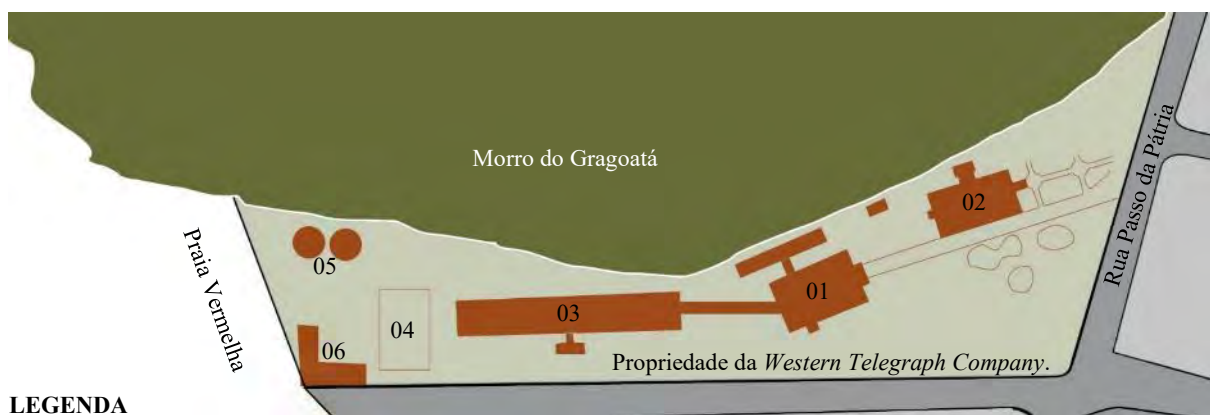 Morro do Gragoatá
Rua Passo da Pátria
02
01
05
Praia Vermelha
03
04
06
Propriedade da Western Telegraph Company.
LEGENDA